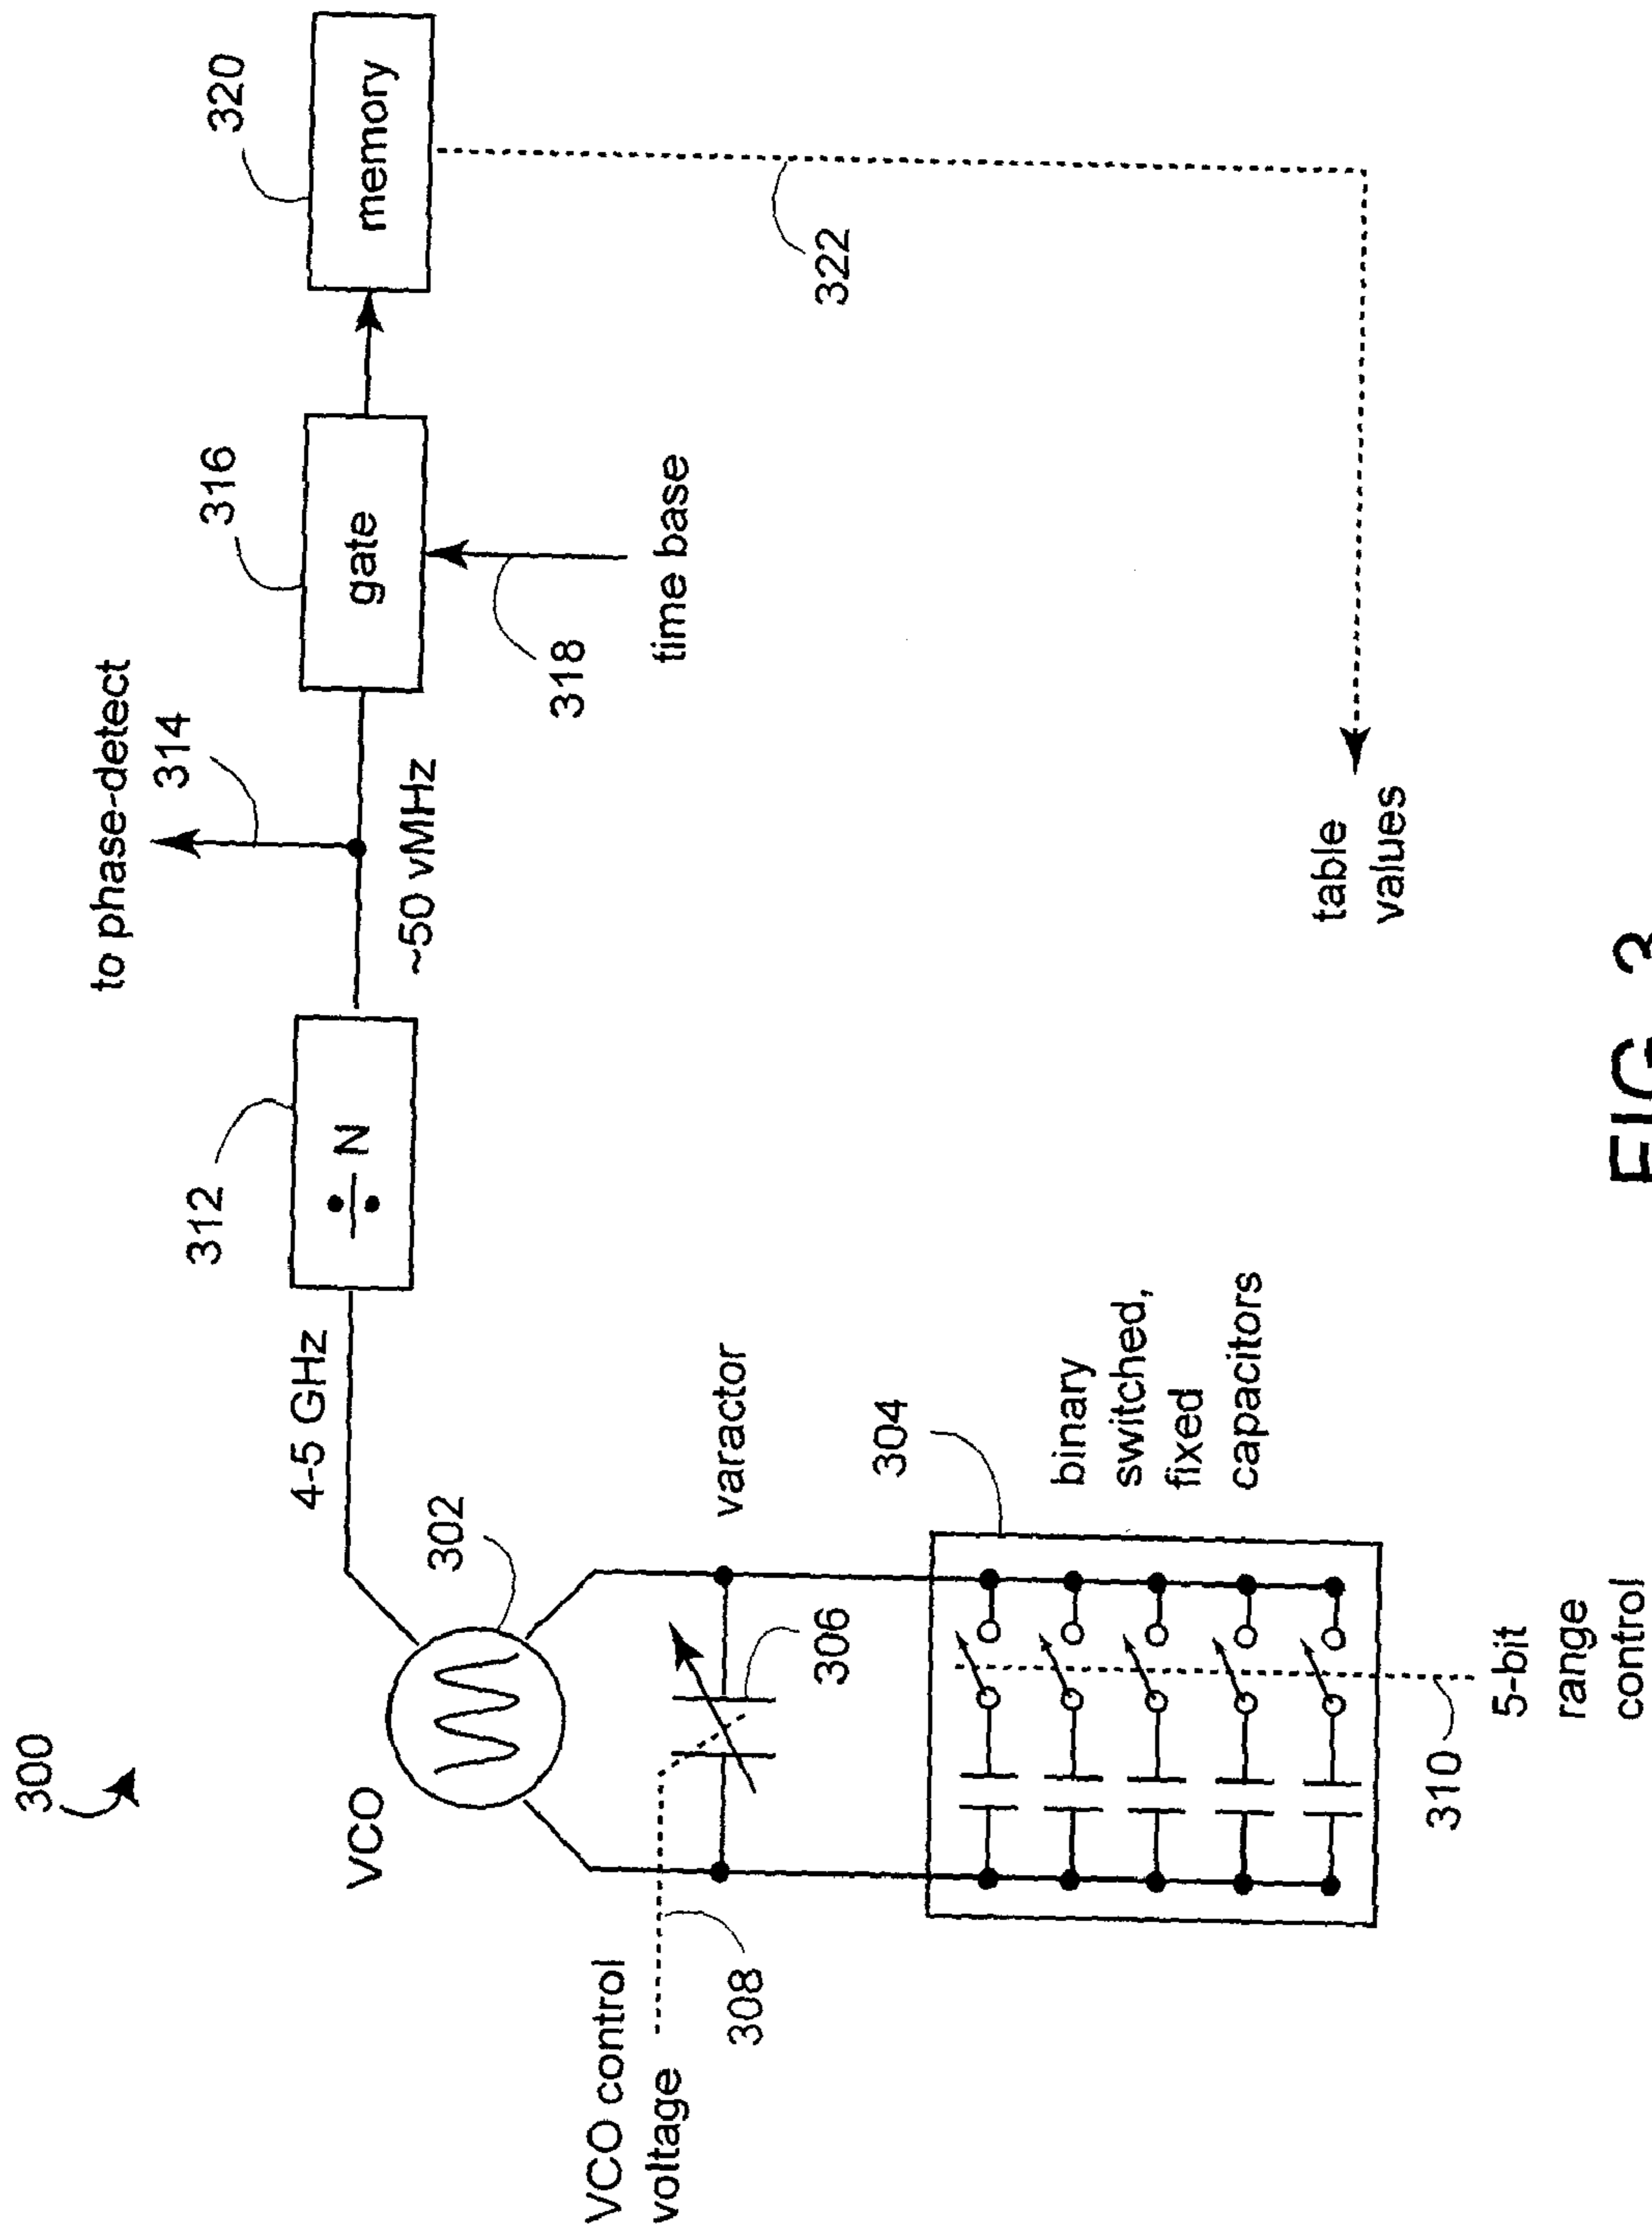 300
VCO
302
4-5 GHz
312
÷ N
to phase-detect
314
~50 vMHz
316
gate
318
time base
320
memory
322
table
values
VCO control
voltage
308
306
varactor
304
binary
switched,
fixed
capacitors
310
5-bit
range
control
FIG. 3